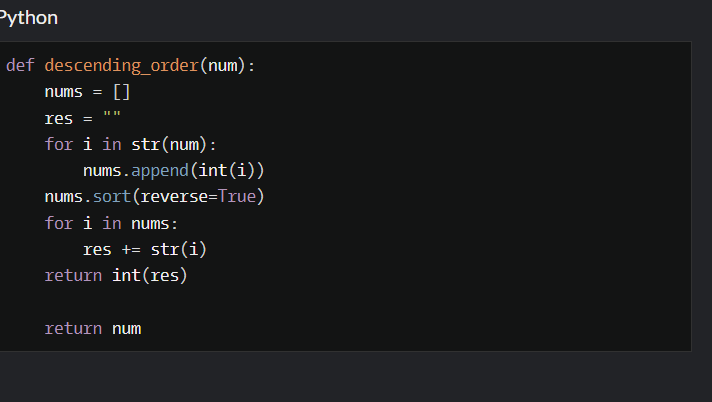 Python
def descending_order(num):
    nums = []
    res = ""
    for i in str(num):
        nums.append(int(i))
    nums.sort(reverse=True)
    for i in nums:
        res += str(i)
    return int(res)

    return num